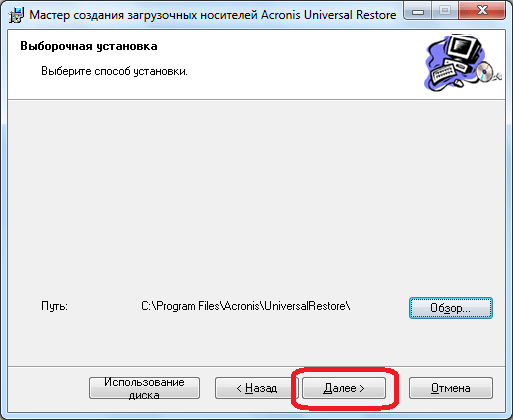 Мастер создания загрузочных носителей Acronis Universal Restore
Выборочная установка
Выберите способ установки.
Путь: C:\Program Files\Acronis\UniversalRestore\ Обзор...
Использование
диска
< Назад Далее > Отмена